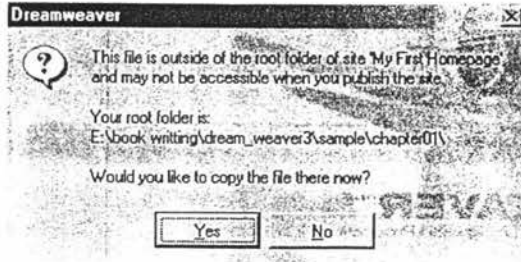 Dreamweaver
?
This file is outside of the root folder of site 'My First Homepage'
and may not be accessible when you publish the site.
Your root folder is:
E:\book writting\dream_weaver3\sample\chapter01\
Would you like to copy the file there now?
Yes
No